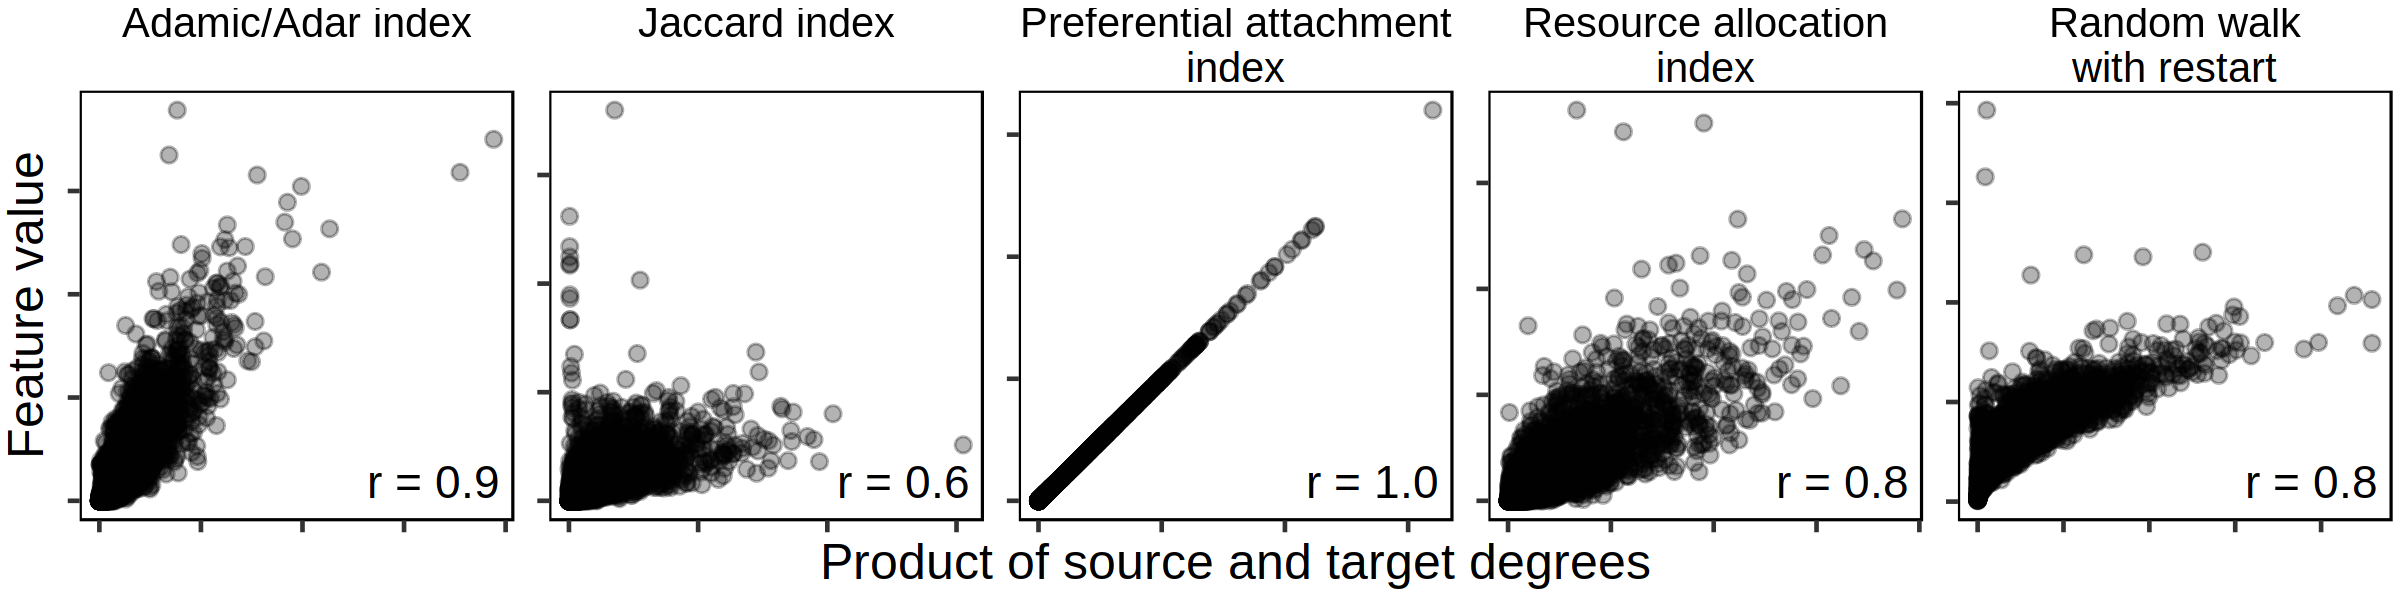 Adamic/Adar index
Jaccard index
Preferential attachment
index
Resource allocation
index
Random walk
with restart
Feature value
r = 0.9
r = 0.6
r = 1.0
r = 0.8
r = 0.8
Product of source and target degrees